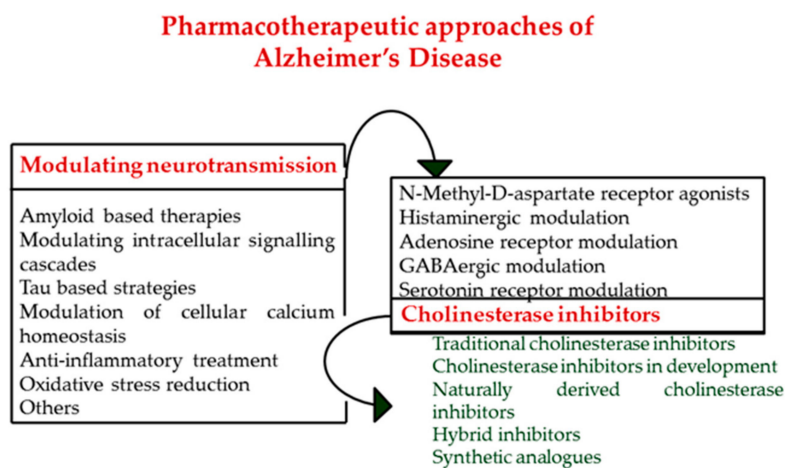 Pharmacotherapeutic approaches of
Alzheimer's Disease
Modulating neurotransmission
Amyloid based therapies
Modulating intracellular signalling
cascades
Tau based strategies
Modulation of cellular calcium
homeostasis
Anti-inflammatory treatment
Oxidative stress reduction
Others
N-Methyl-D-aspartate receptor agonists
Histaminergic modulation
Adenosine receptor modulation
GABAergic modulation
Serotonin receptor modulation
Cholinesterase inhibitors
Traditional cholinesterase inhibitors
Cholinesterase inhibitors in development
Naturally derived cholinesterase
inhibitors
Hybrid inhibitors
Synthetic analogues